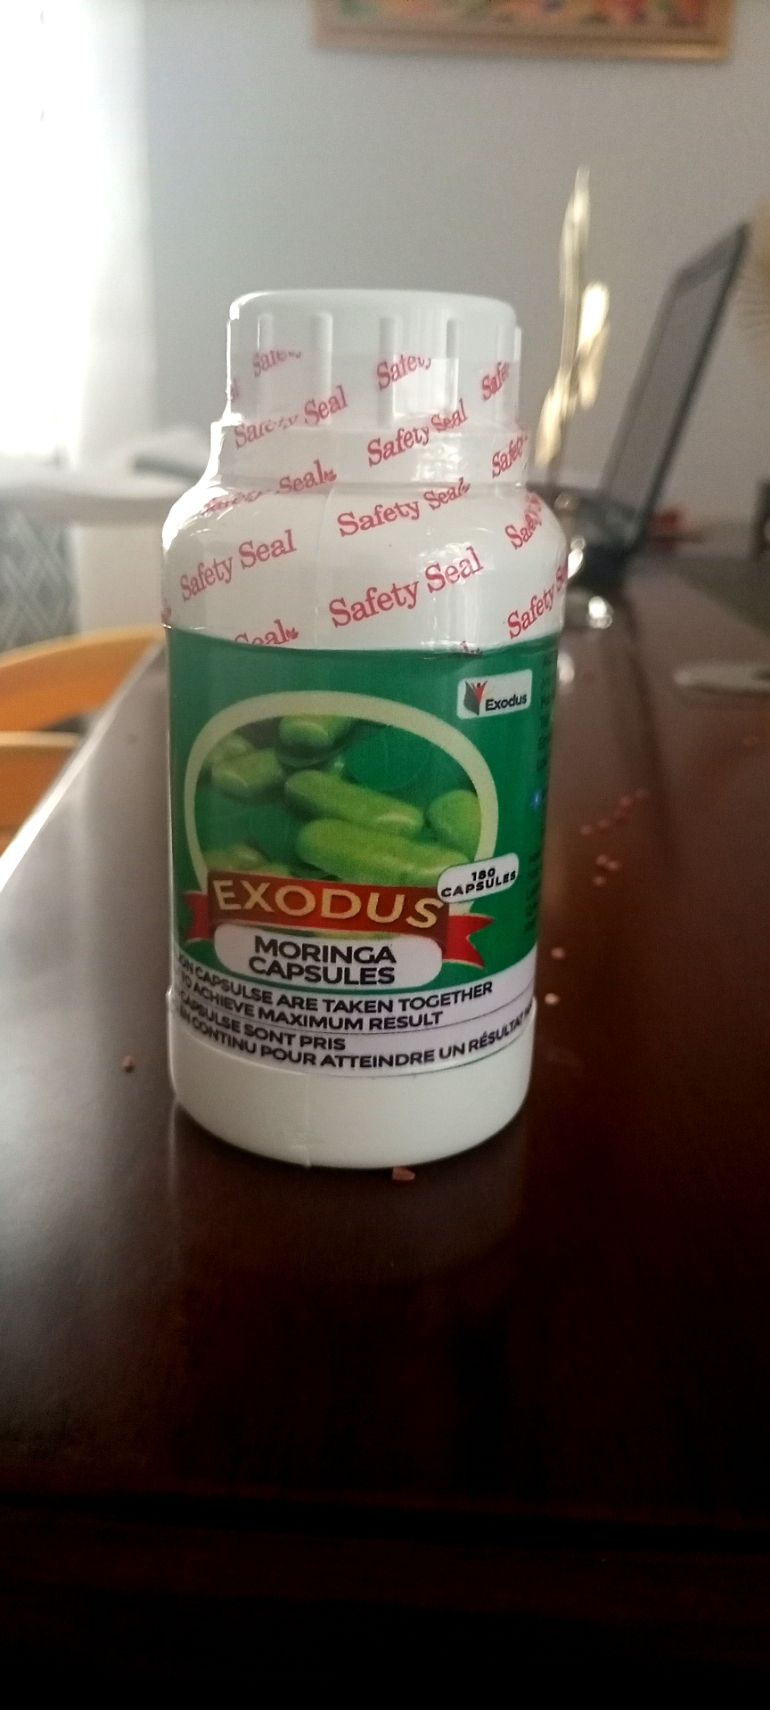 Safety
Safety Seal
Safety Seal
Seal
Safety Seal
Safety Seal
Safety Seal
Safety
Exodus
180
CAPSULES
EXODUS
MORINGA
CAPSULES
CAPSULSE ARE TAKEN TOGETHER
TO ACHIEVE MAXIMUM RESULT
CAPSULSE SONT PRIS
CONTINU POUR ATTEINDRE UN RÉSULTAT